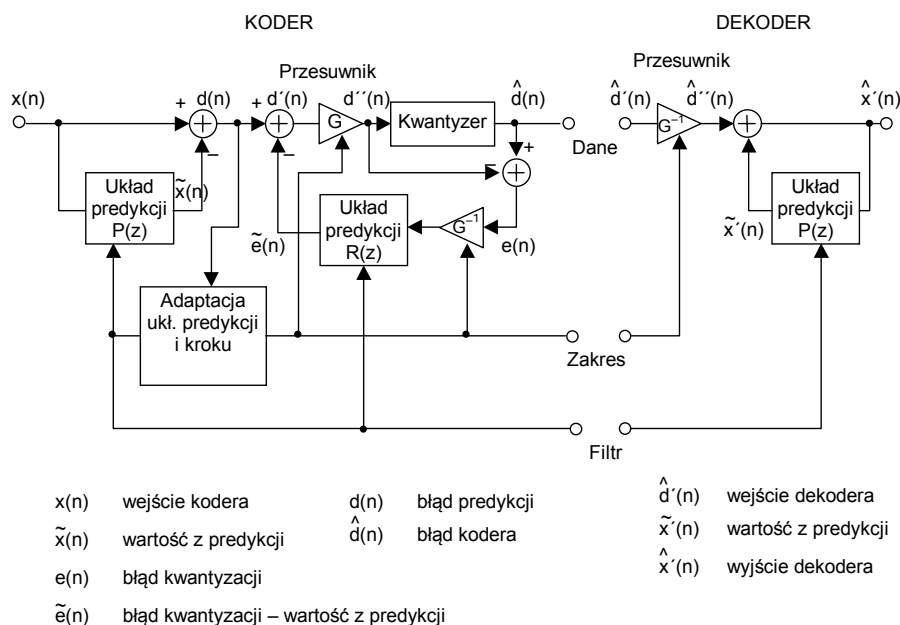 KODER
DEKODER
Przesuwnik
Przesuwnik
x(n)
+
d(n)
+
d´(n)
d´´(n)
d̂(n)
d̂´(n)
d̂´´(n)
x̂´(n)
G
Kwantyzer
Dane
G⁻¹
+
−
−
−
x̃(n)
Układ
predykcji
P(z)
ẽ(n)
Układ
predykcji
R(z)
G⁻¹
e(n)
x̃´(n)
Układ
predykcji
P(z)
Adaptacja
ukł. predykcji
i kroku
Zakres
Filtr
x(n) wejście kodera
x̃(n) wartość z predykcji
e(n) błąd kwantyzacji
ẽ(n) błąd kwantyzacji – wartość z predykcji
d(n) błąd predykcji
d̂(n) błąd kodera
d̂´(n) wejście dekodera
x̃´(n) wartość z predykcji
x̂´(n) wyjście dekodera